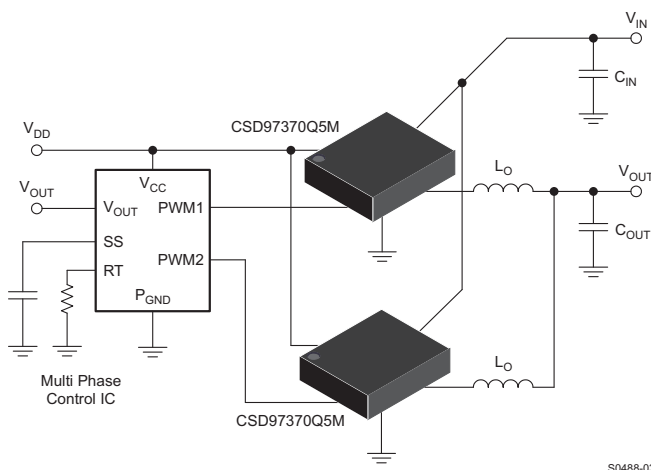 V_IN
C_IN
CSD97370Q5M
V_DD
V_CC
V_OUT
V_OUT
PWM1
L_O
V_OUT
C_OUT
SS
PWM2
RT
P_GND
Multi Phase
Control IC
L_O
CSD97370Q5M